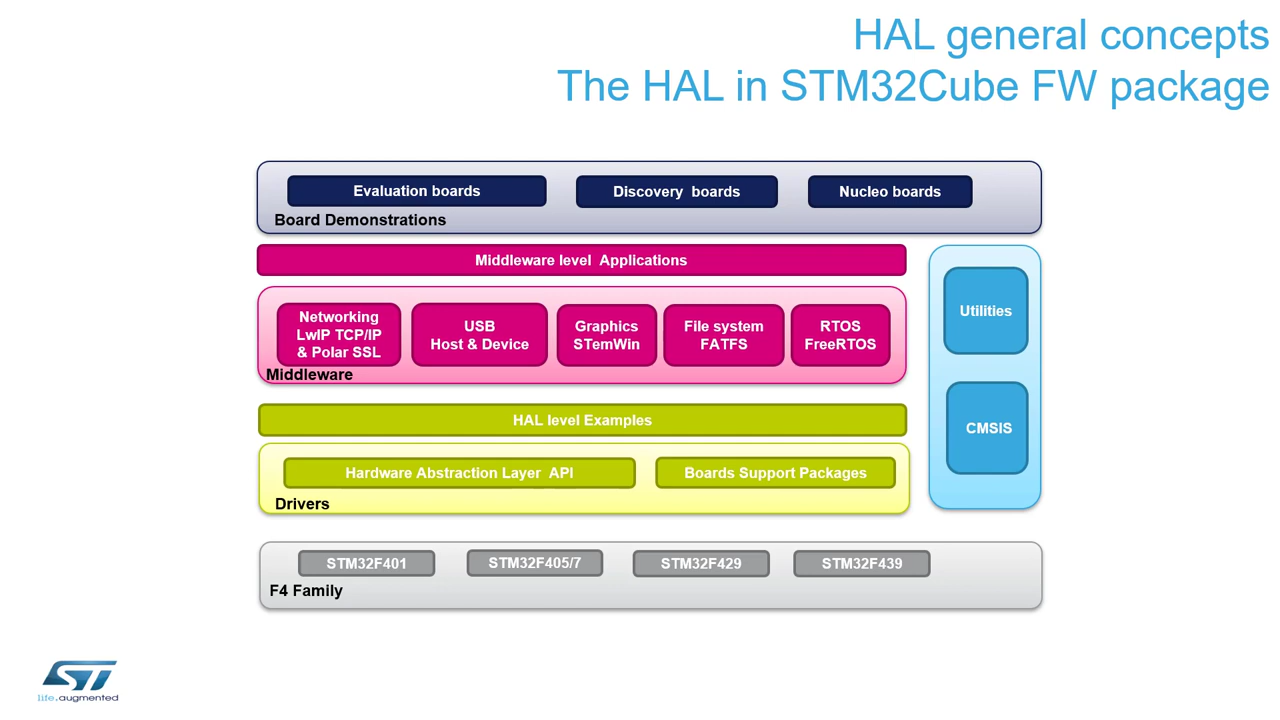 HAL general concepts
The HAL in STM32Cube FW package
Evaluation boards
Discovery boards
Nucleo boards
Board Demonstrations
Middleware level Applications
Networking
LwIP TCP/IP
& Polar SSL
USB
Host & Device
Graphics
STemWin
File system
FATFS
RTOS
FreeRTOS
Middleware
Utilities
CMSIS
HAL level Examples
Hardware Abstraction Layer API
Boards Support Packages
Drivers
STM32F401
STM32F405/7
STM32F429
STM32F439
F4 Family
ST
life.augmented